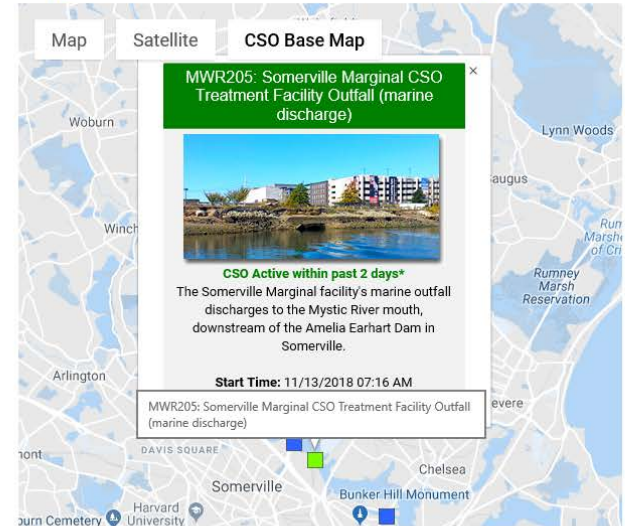 Map
Satellite
CSO Base Map
MWR205: Somerville Marginal CSO
Treatment Facility Outfall (marine
discharge)
×
Woburn
Lynn Woods
augus
Winch
Rum
Marshe
of Cri
CSO Active within past 2 days*
The Somerville Marginal facility's marine outfall
discharges to the Mystic River mouth,
downstream of the Amelia Earhart Dam in
Somerville.
Rumney
Marsh
Reservation
Arlington
Start Time: 11/13/2018 07:16 AM
MWR205: Somerville Marginal CSO Treatment Facility Outfall
(marine discharge)
evere
mont
DAVIS SQUARE
Chelsea
Somerville
Bunker Hill Monument
Harvard
University
burn Cemetery